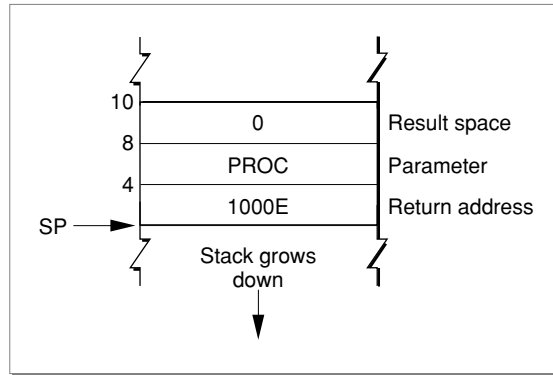 10
0 Result space
8
PROC Parameter
4
1000E Return address
SP
Stack grows
down